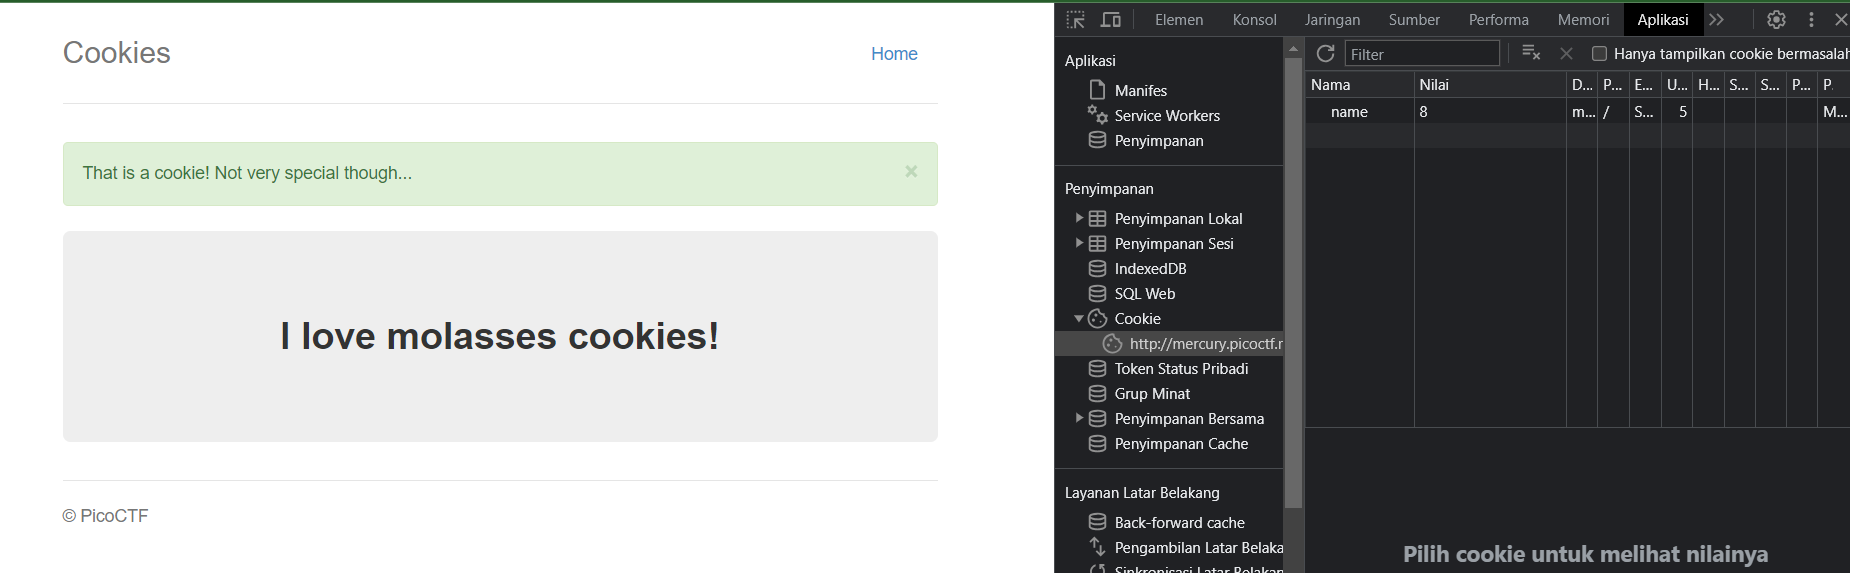 Cookies
Home
That is a cookie! Not very special though...
×
I love molasses cookies!
© PicoCTF
Elemen Konsol Jaringan Sumber Performa Memori Aplikasi
Aplikasi
Manifes
Service Workers
Penyimpanan
Penyimpanan
Penyimpanan Lokal
Penyimpanan Sesi
IndexedDB
SQL Web
Cookie
http://mercury.picoctf.
Token Status Pribadi
Grup Minat
Penyimpanan Bersama
Penyimpanan Cache
Layanan Latar Belakang
Back-forward cache
Pengambilan Latar Belaka
Sinkronisasi Latar Belakan
Filter
Hanya tampilkan cookie bermasalah
Nama Nilai D... P... E... U... H... S... S... P... P
name 8 m... / S... 5 M...
Pilih cookie untuk melihat nilainya